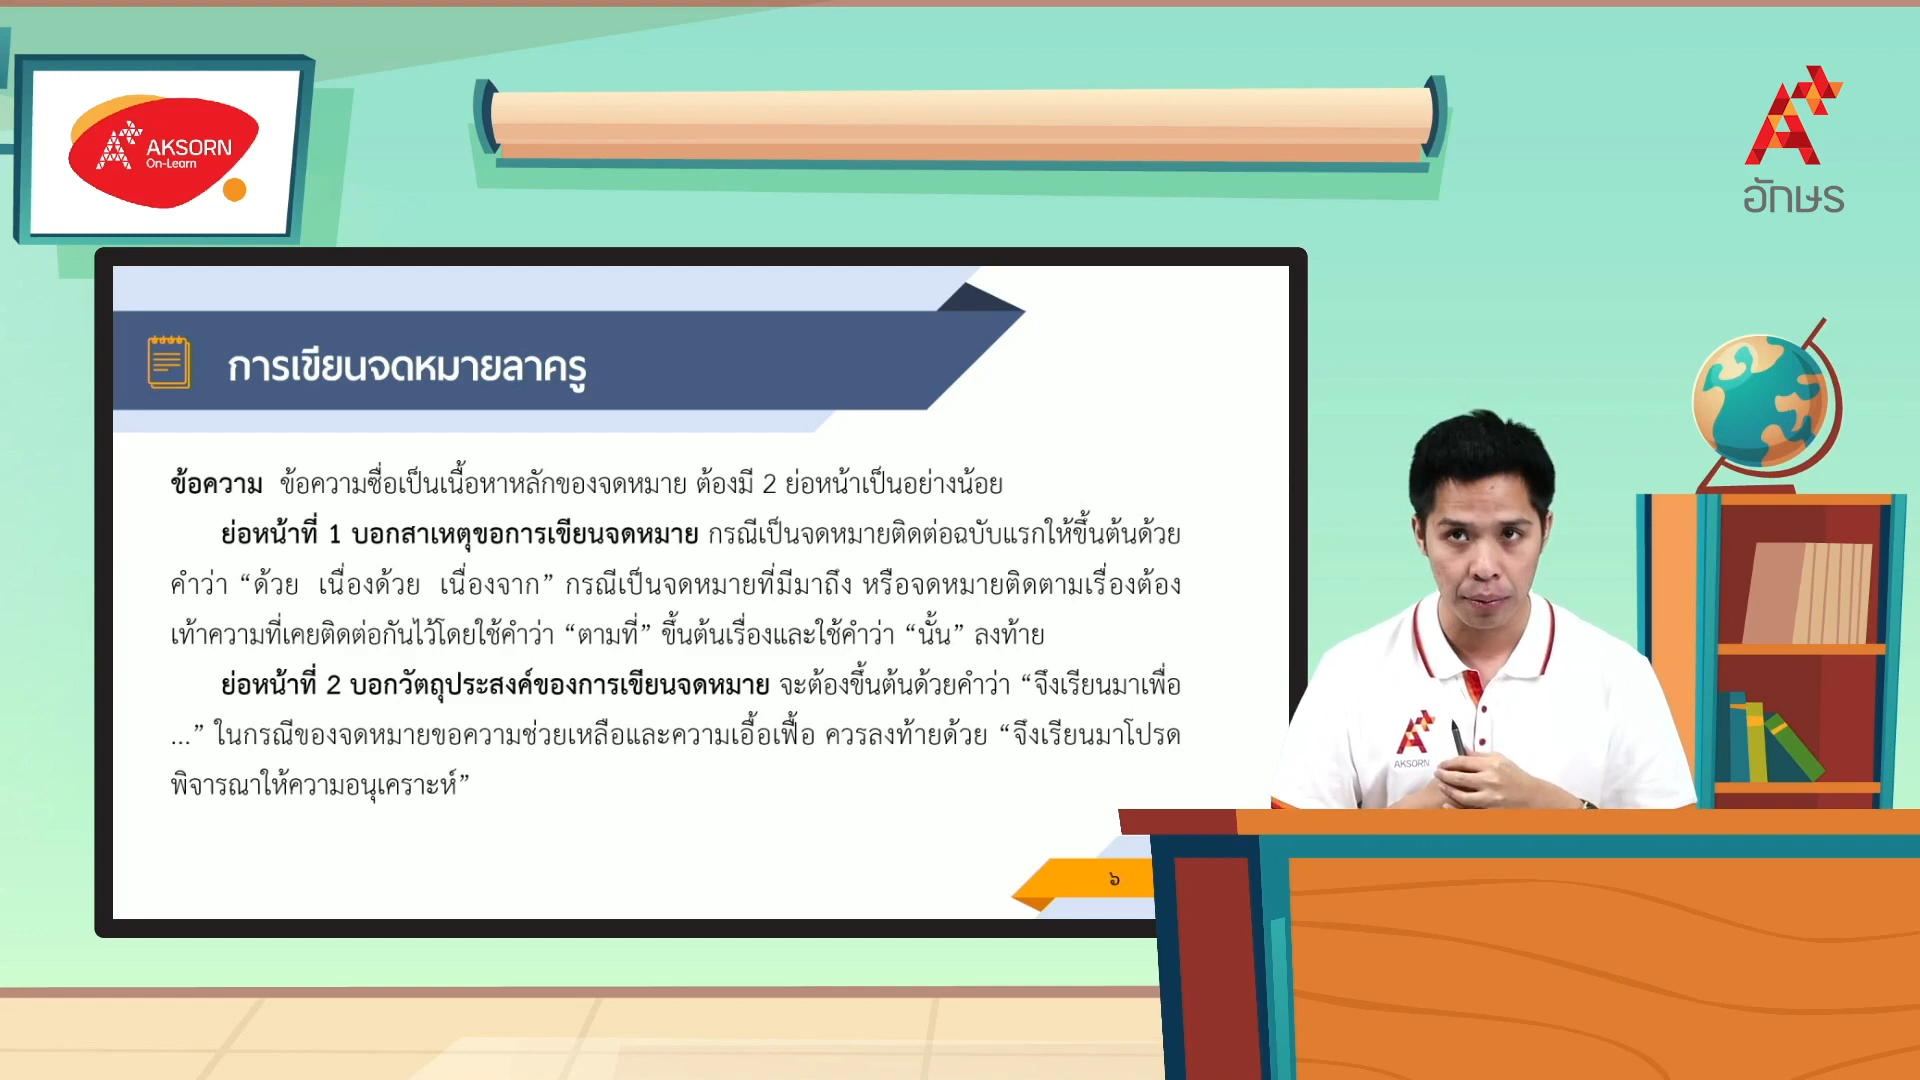 AKSORN
On-Learn
อักษร
การเขียนจดหมายลาครู
ข้อความ ข้อความซื่อเป็นเนื้อหาหลักของจดหมาย ต้องมี 2 ย่อหน้าเป็นอย่างน้อย
ย่อหน้าที่ 1 บอกสาเหตุขอการเขียนจดหมาย กรณีเป็นจดหมายติดต่อฉบับแรกให้ขึ้นต้นด้วย
คำว่า “ด้วย เนื่องด้วย เนื่องจาก” กรณีเป็นจดหมายที่มีมาถึง หรือจดหมายติดตามเรื่องต้อง
เท้าความที่เคยติดต่อกันไว้โดยใช้คำว่า “ตามที่” ขึ้นต้นเรื่องและใช้คำว่า “นั้น” ลงท้าย
ย่อหน้าที่ 2 บอกวัตถุประสงค์ของการเขียนจดหมาย จะต้องขึ้นต้นด้วยคำว่า “จึงเรียนมาเพื่อ
...” ในกรณีของจดหมายขอความช่วยเหลือและความเอื้อเฟื้อ ควรลงท้ายด้วย “จึงเรียนมาโปรด
พิจารณาให้ความอนุเคราะห์”
๖
AKSORN